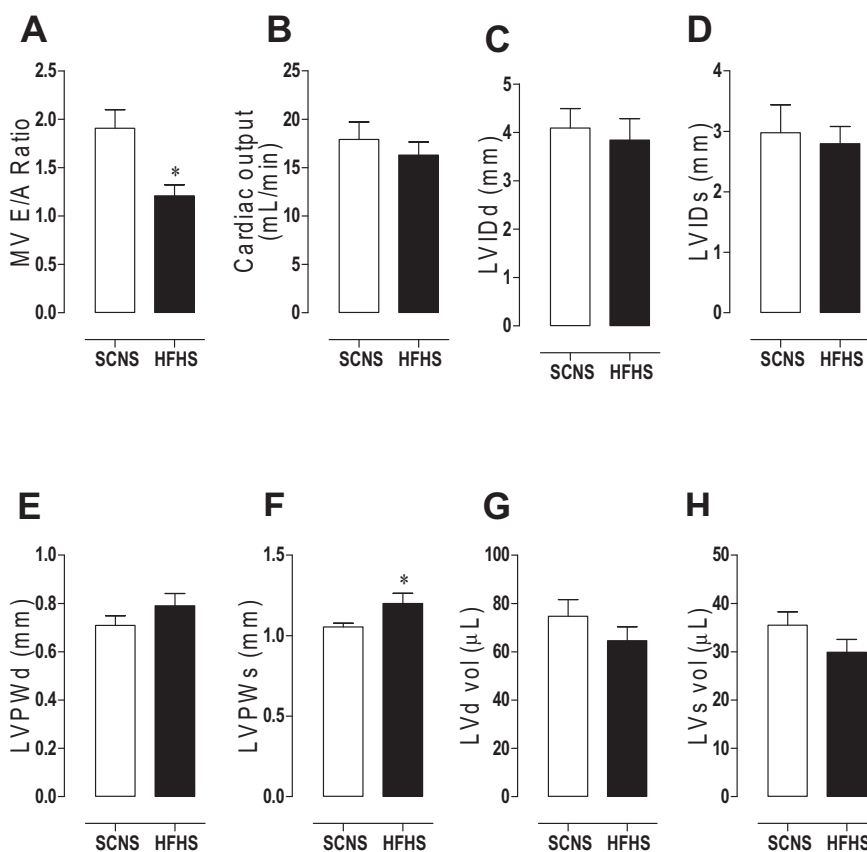 A
MV E/A Ratio
2.5
2.0
1.5
1.0
0.5
0.0
*
SCNS HFHS
B
Cardiac output
(mL/min)
25
20
15
10
5
0
SCNS HFHS
C
LVIDd (mm)
5
4
3
2
1
0
SCNS HFHS
D
LVIDs (mm)
4
3
2
1
0
SCNS HFHS
E
LVPWd (mm)
1.0
0.8
0.6
0.4
0.2
0.0
SCNS HFHS
F
LVPWs (mm)
1.5
1.0
0.5
0.0
*
SCNS HFHS
G
LVd vol (μL)
100
80
60
40
20
0
SCNS HFHS
H
LVs vol (μL)
50
40
30
20
10
0
SCNS HFHS